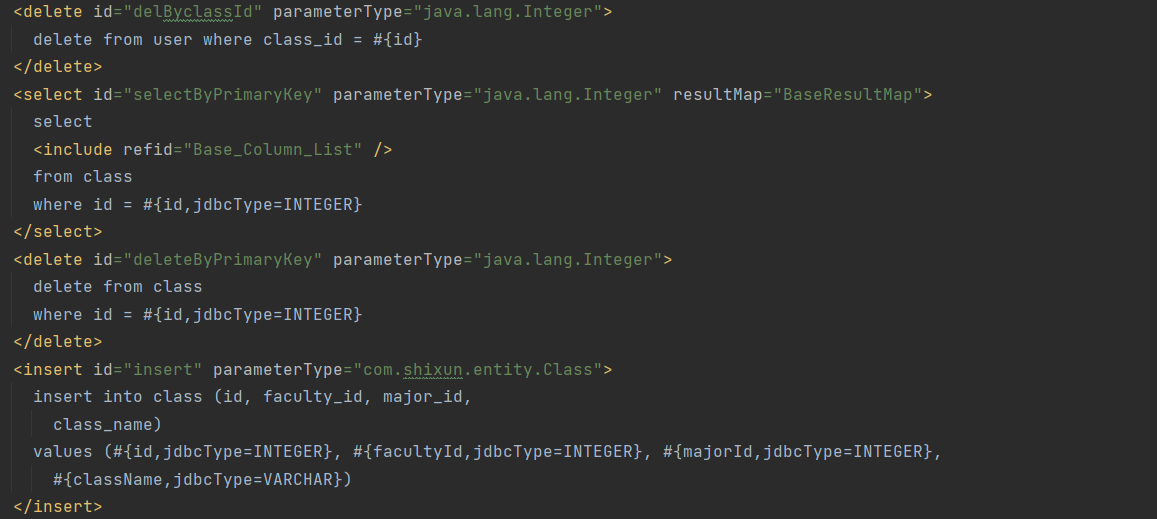 <delete id="delByclassId" parameterType="java.lang.Integer">
delete from user where class_id = #{id}
</delete>
<select id="selectByPrimaryKey" parameterType="java.lang.Integer" resultMap="BaseResultMap">
select
<include refid="Base_Column_List" />
from class
where id = #{id,jdbcType=INTEGER}
</select>
<delete id="deleteByPrimaryKey" parameterType="java.lang.Integer">
delete from class
where id = #{id,jdbcType=INTEGER}
</delete>
<insert id="insert" parameterType="com.shixun.entity.Class">
insert into class (id, faculty_id, major_id,
class_name)
values (#{id,jdbcType=INTEGER}, #{facultyId,jdbcType=INTEGER}, #{majorId,jdbcType=INTEGER},
#{className,jdbcType=VARCHAR})
</insert>